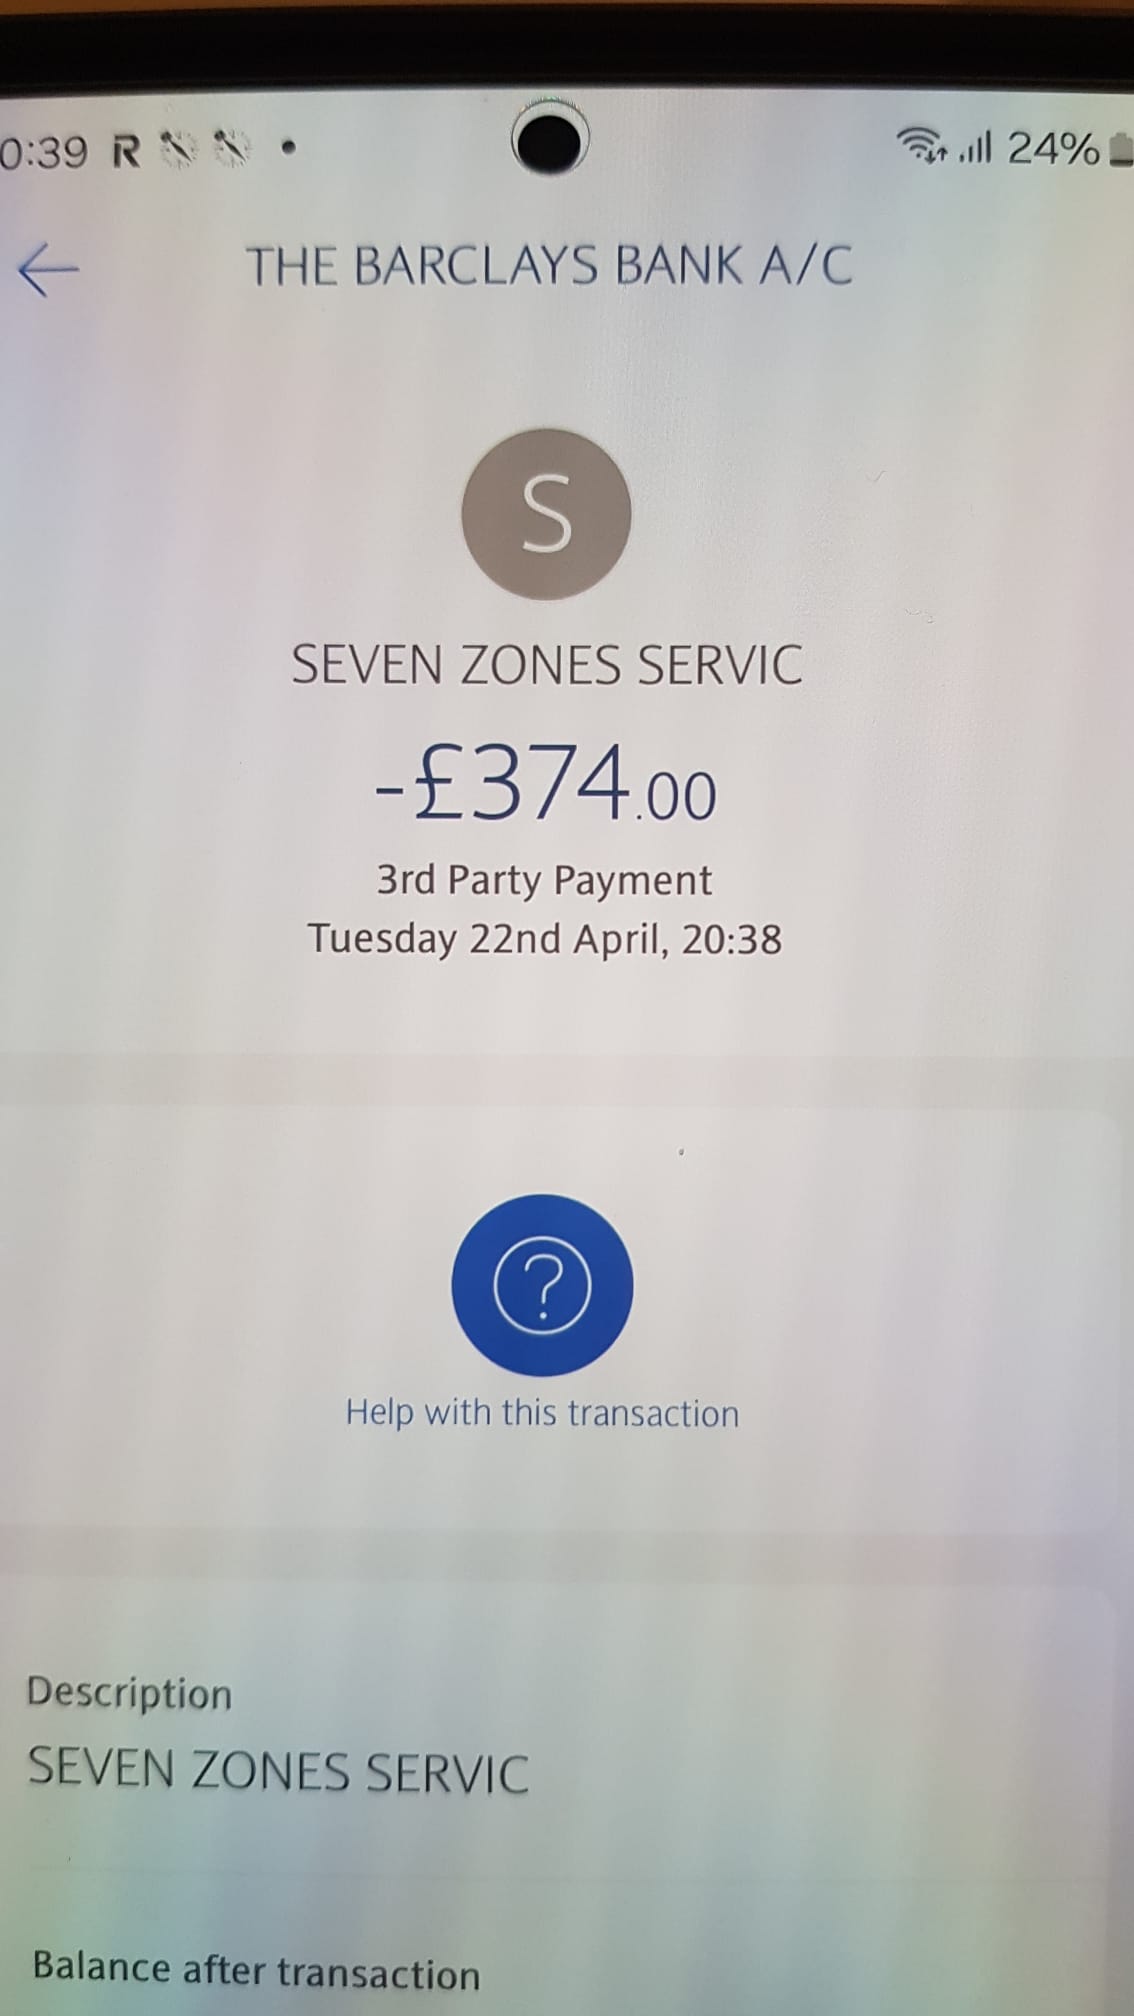 0:39 R 24%
THE BARCLAYS BANK A/C
S
SEVEN ZONES SERVIC
-£374.00
3rd Party Payment
Tuesday 22nd April, 20:38
?
Help with this transaction
Description
SEVEN ZONES SERVIC
Balance after transaction